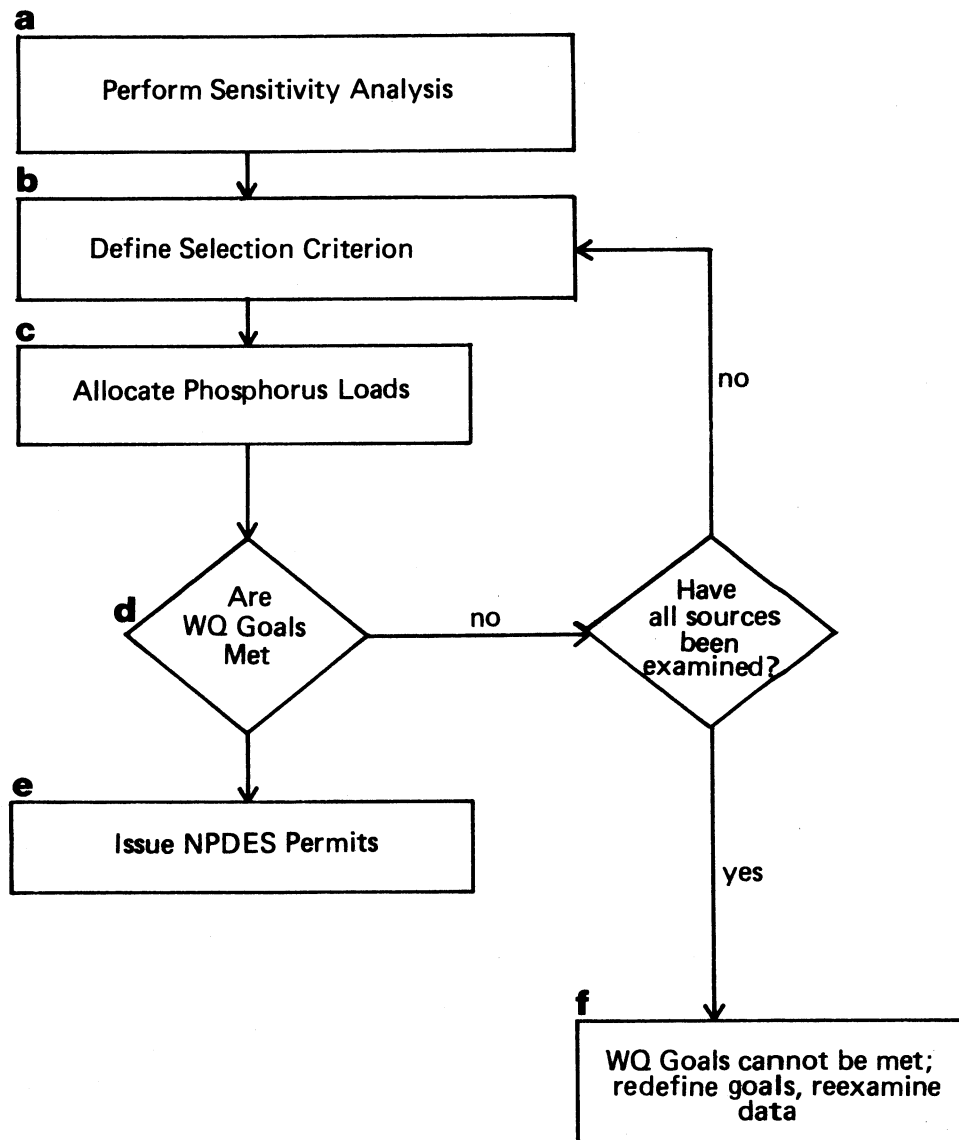 a
Perform Sensitivity Analysis
b
Define Selection Criterion
c
Allocate Phosphorus Loads
no
d
Are
WQ Goals
Met
no
Have
all sources
been
examined?
e
Issue NPDES Permits
yes
f
WQ Goals cannot be met;
redefine goals, reexamine
data